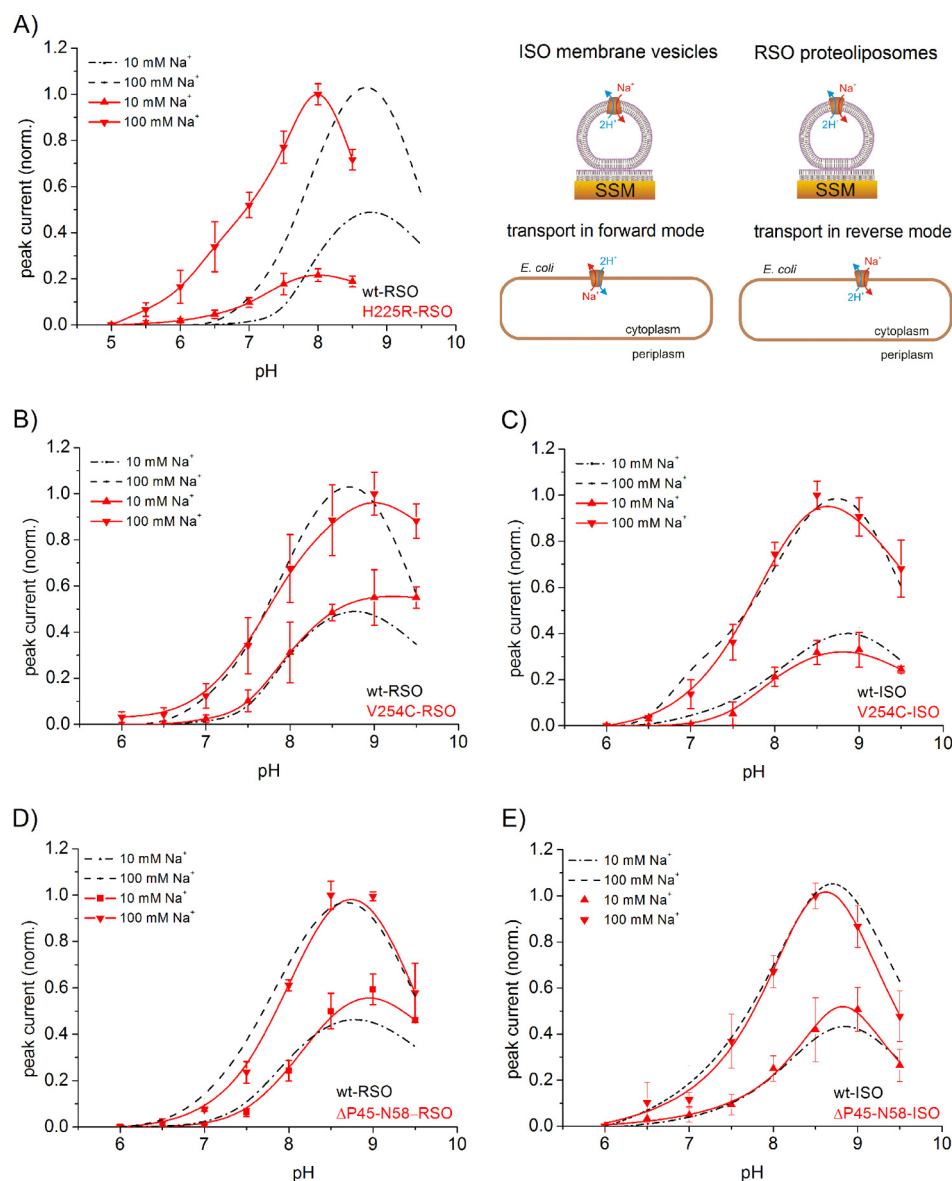 A)
peak current (norm.)
1.2
1.0
0.8
0.6
0.4
0.2
0.0
10 mM Na⁺
100 mM Na⁺
10 mM Na⁺
100 mM Na⁺
wt-RSO
H225R-RSO
4 5 6 7 8 9 10
pH
ISO membrane vesicles
RSO proteoliposomes
Na⁺
2H⁺
SSM
Na⁺
2H⁺
SSM
transport in forward mode
transport in reverse mode
E. coli
2H⁺
Na⁺
cytoplasm
periplasm
E. coli
Na⁺
2H⁺
cytoplasm
periplasm
B)
peak current (norm.)
1.2
1.0
0.8
0.6
0.4
0.2
0.0
10 mM Na⁺
100 mM Na⁺
10 mM Na⁺
100 mM Na⁺
wt-RSO
V254C-RSO
6 7 8 9 10
pH
C)
peak current (norm.)
1.2
1.0
0.8
0.6
0.4
0.2
0.0
10 mM Na⁺
100 mM Na⁺
10 mM Na⁺
100 mM Na⁺
wt-ISO
V254C-ISO
6 7 8 9 10
pH
D)
peak current (norm.)
1.2
1.0
0.8
0.6
0.4
0.2
0.0
10 mM Na⁺
100 mM Na⁺
10 mM Na⁺
100 mM Na⁺
wt-RSO
ΔP45-N58–RSO
6 7 8 9 10
pH
E)
peak current (norm.)
1.2
1.0
0.8
0.6
0.4
0.2
0.0
10 mM Na⁺
100 mM Na⁺
10 mM Na⁺
100 mM Na⁺
wt-ISO
ΔP45-N58-ISO
6 7 8 9 10
pH